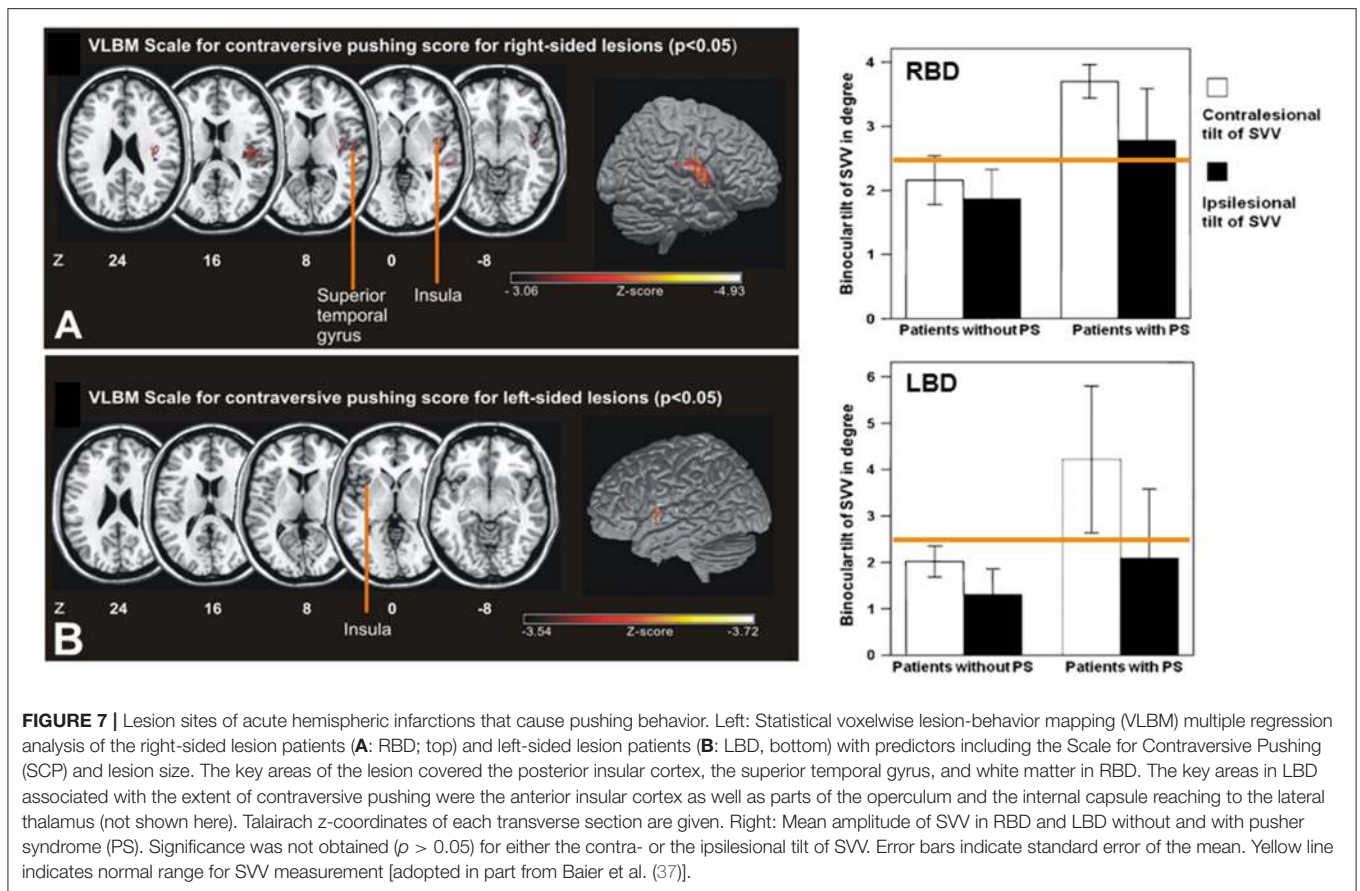 VLBM Scale for contraversive pushing score for right-sided lesions (p<0.05)
Z 24 16 8 0 -8
Superior temporal gyrus
Insula
- 3.06 Z-score -4.93
A
VLBM Scale for contraversive pushing score for left-sided lesions (p<0.05)
Z 24 16 8 0 -8
Insula
-3.54 Z-score -3.72
B
RBD
Binocular tilt of SVV in degree
4
3
2
1
0
Patients without PS Patients with PS
Contralesional
tilt of SVV
Ipsilesional
tilt of SVV
LBD
Binocular tilt of SVV in degree
6
5
4
3
2
1
0
Patients without PS Patients with PS
FIGURE 7 | Lesion sites of acute hemispheric infarctions that cause pushing behavior. Left: Statistical voxelwise lesion-behavior mapping (VLBM) multiple regression
analysis of the right-sided lesion patients (A: RBD; top) and left-sided lesion patients (B: LBD, bottom) with predictors including the Scale for Contraversive Pushing
(SCP) and lesion size. The key areas of the lesion covered the posterior insular cortex, the superior temporal gyrus, and white matter in RBD. The key areas in LBD
associated with the extent of contraversive pushing were the anterior insular cortex as well as parts of the operculum and the internal capsule reaching to the lateral
thalamus (not shown here). Talairach z-coordinates of each transverse section are given. Right: Mean amplitude of SVV in RBD and LBD without and with pusher
syndrome (PS). Significance was not obtained (p > 0.05) for either the contra- or the ipsilesional tilt of SVV. Error bars indicate standard error of the mean. Yellow line
indicates normal range for SVV measurement [adopted in part from Baier et al. (37)].